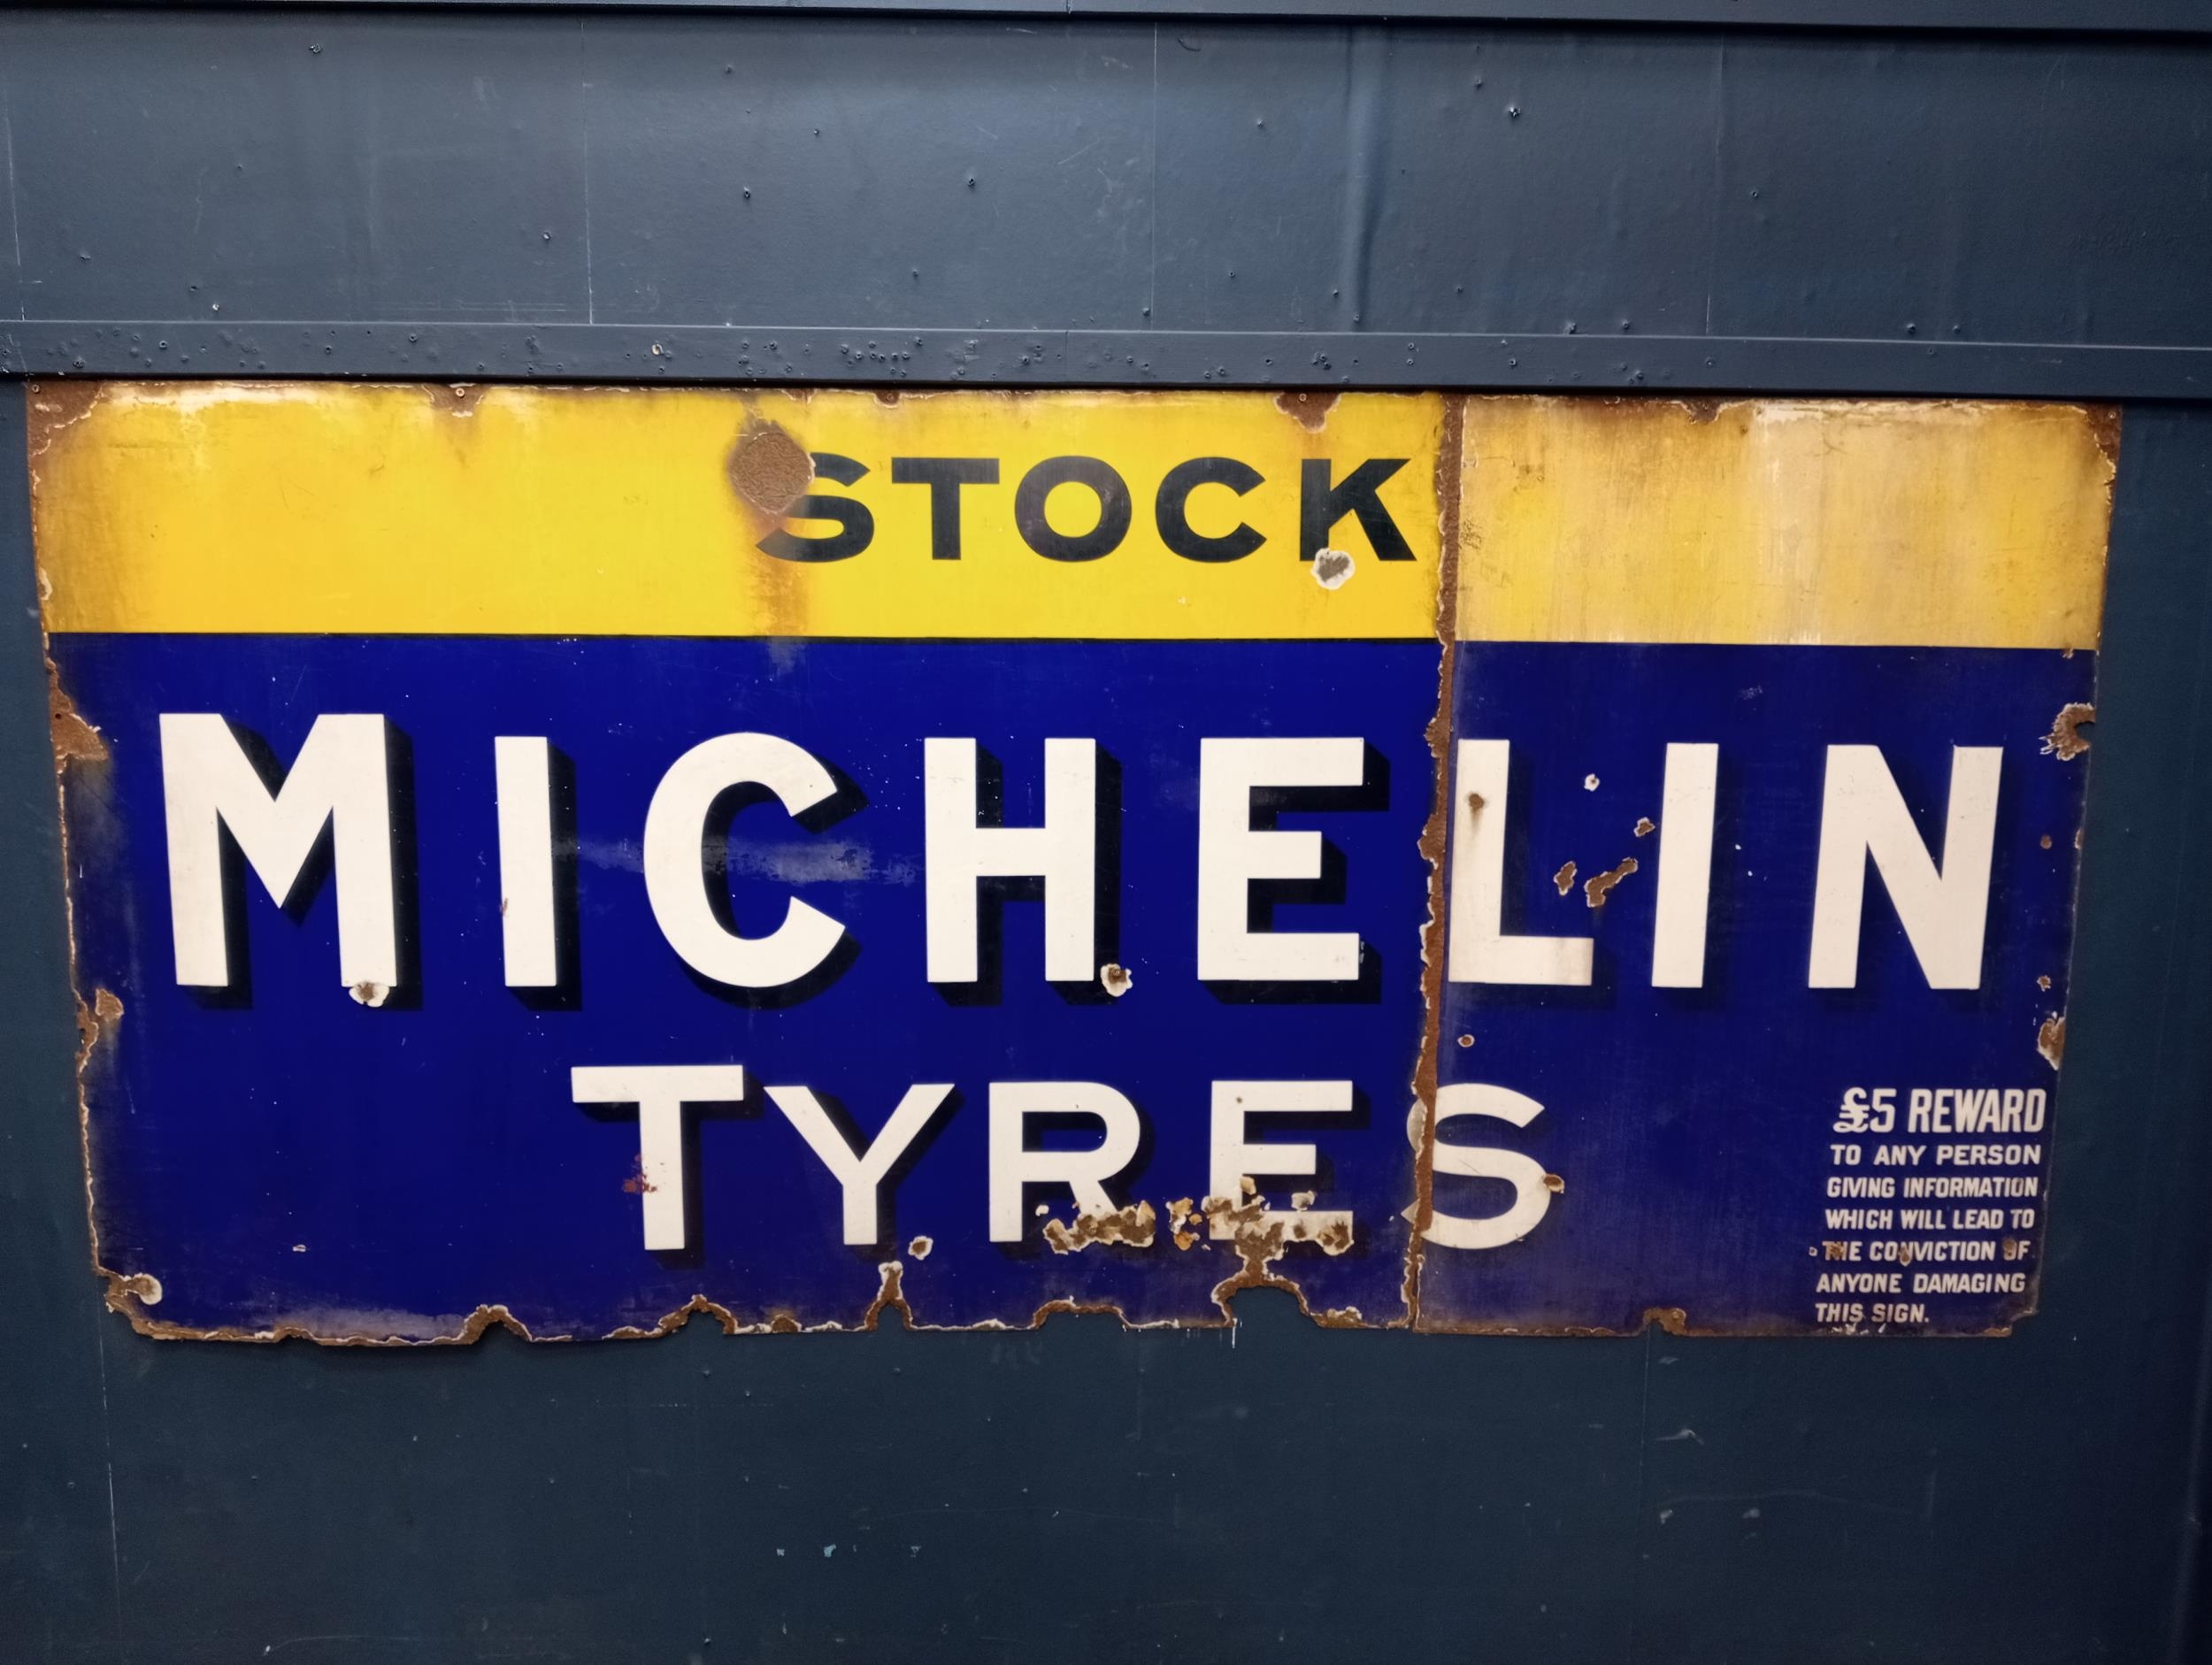 STOCK
MICHELIN
TYRES
£5 REWARD
TO ANY PERSON
GIVING INFORMATION
WHICH WILL LEAD TO
THE CONVICTION OF
ANYONE DAMAGING
THIS SIGN.